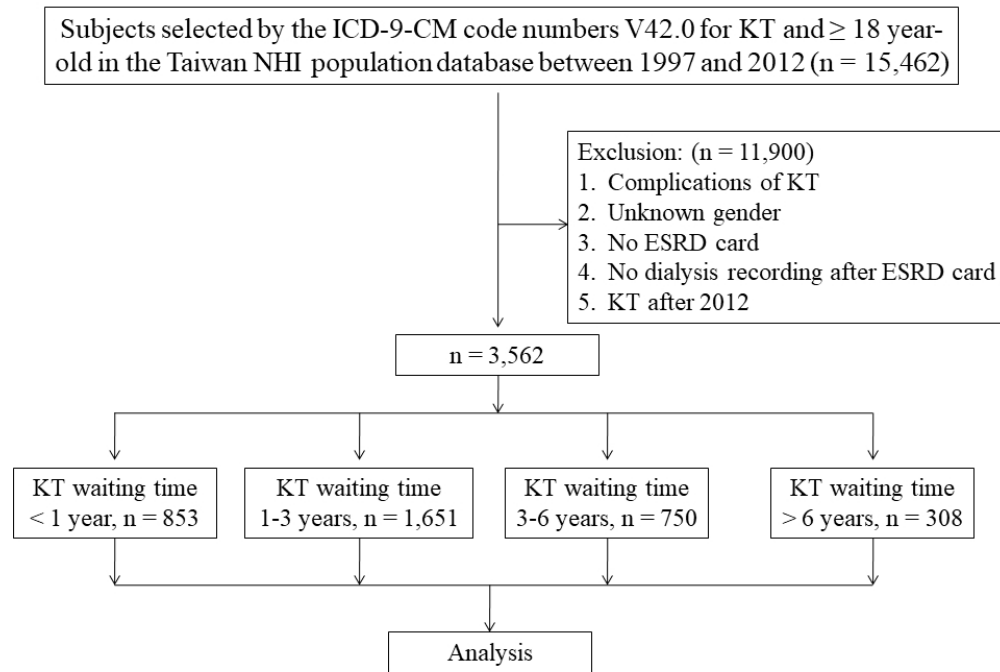 Subjects selected by the ICD-9-CM code numbers V42.0 for KT and ≥ 18 year-
old in the Taiwan NHI population database between 1997 and 2012 (n = 15,462)
Exclusion: (n = 11,900)
1. Complications of KT
2. Unknown gender
3. No ESRD card
4. No dialysis recording after ESRD card
5. KT after 2012
n = 3,562
KT waiting time
< 1 year, n = 853
KT waiting time
1-3 years, n = 1,651
KT waiting time
3-6 years, n = 750
KT waiting time
> 6 years, n = 308
Analysis